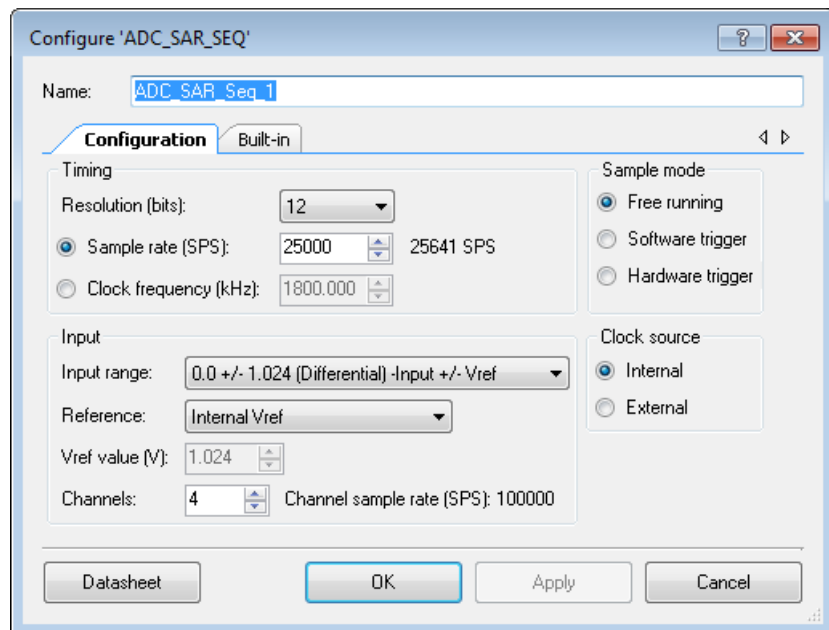 Configure 'ADC_SAR_SEQ'
?
Name: ADC_SAR_Seq_1
Configuration Built-in
Timing
Resolution (bits): 12
Sample rate (SPS): 25000 25641 SPS
Clock frequency (kHz): 1800.000
Sample mode
Free running
Software trigger
Hardware trigger
Input
Input range: 0.0 +/- 1.024 (Differential) -Input +/- Vref
Reference: Internal Vref
Vref value (V): 1.024
Channels: 4 Channel sample rate (SPS): 100000
Clock source
Internal
External
Datasheet OK Apply Cancel